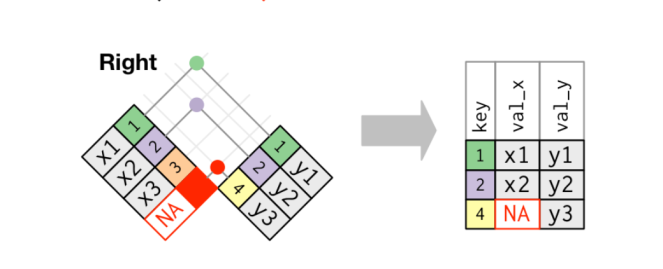 Right
1 x1
2 x2
3 x3
NA
1 y1
2 y2
4 y3
key val_x val_y
1 x1 y1
2 x2 y2
4 NA y3